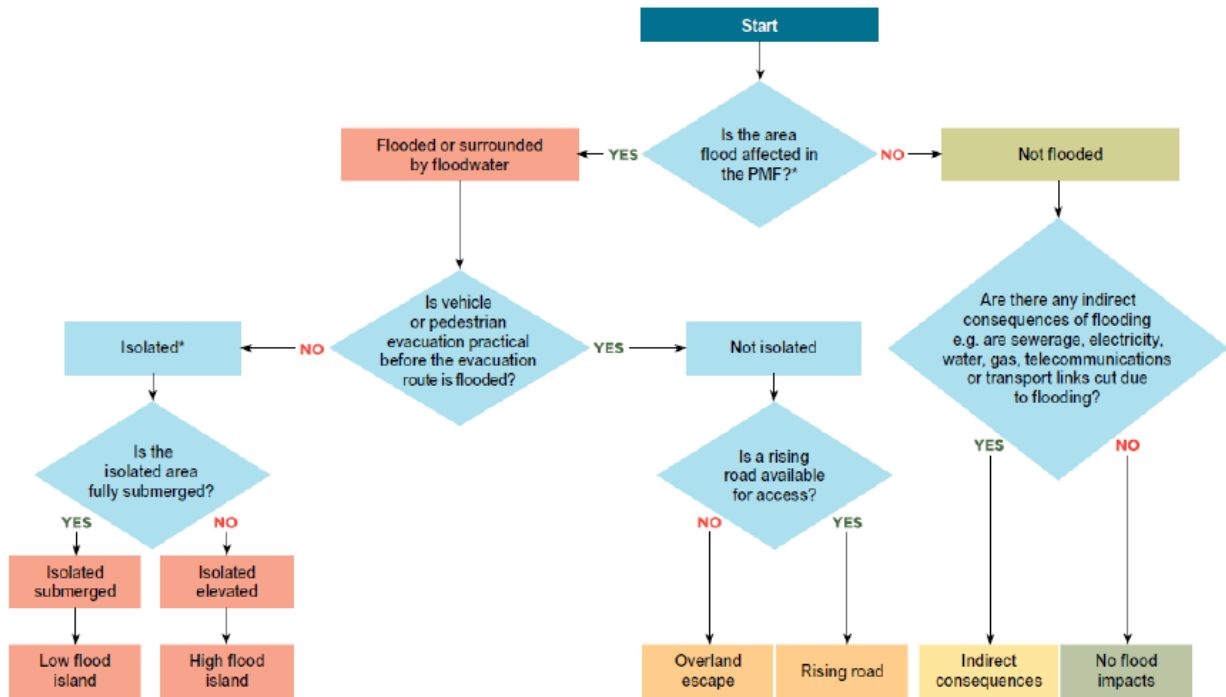 Start
Is the area
flood affected in
the PMF?*
YES
NO
Flooded or surrounded
by floodwater
Not flooded
Is vehicle
or pedestrian
evacuation practical
before the evacuation
route is flooded?
NO
YES
Isolated*
Not isolated
Are there any indirect
consequences of flooding
e.g. are sewerage, electricity,
water, gas, telecommunications
or transport links cut due
to flooding?
Is the
isolated area
fully submerged?
YES
NO
Is a rising
road available
for access?
NO
YES
YES
NO
Isolated
submerged
Isolated
elevated
Low flood
island
High flood
island
Overland
escape
Rising road
Indirect
consequences
No flood
impacts